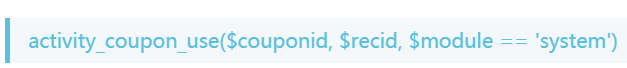 activity_coupon_use($couponid, $recid, $module == 'system')